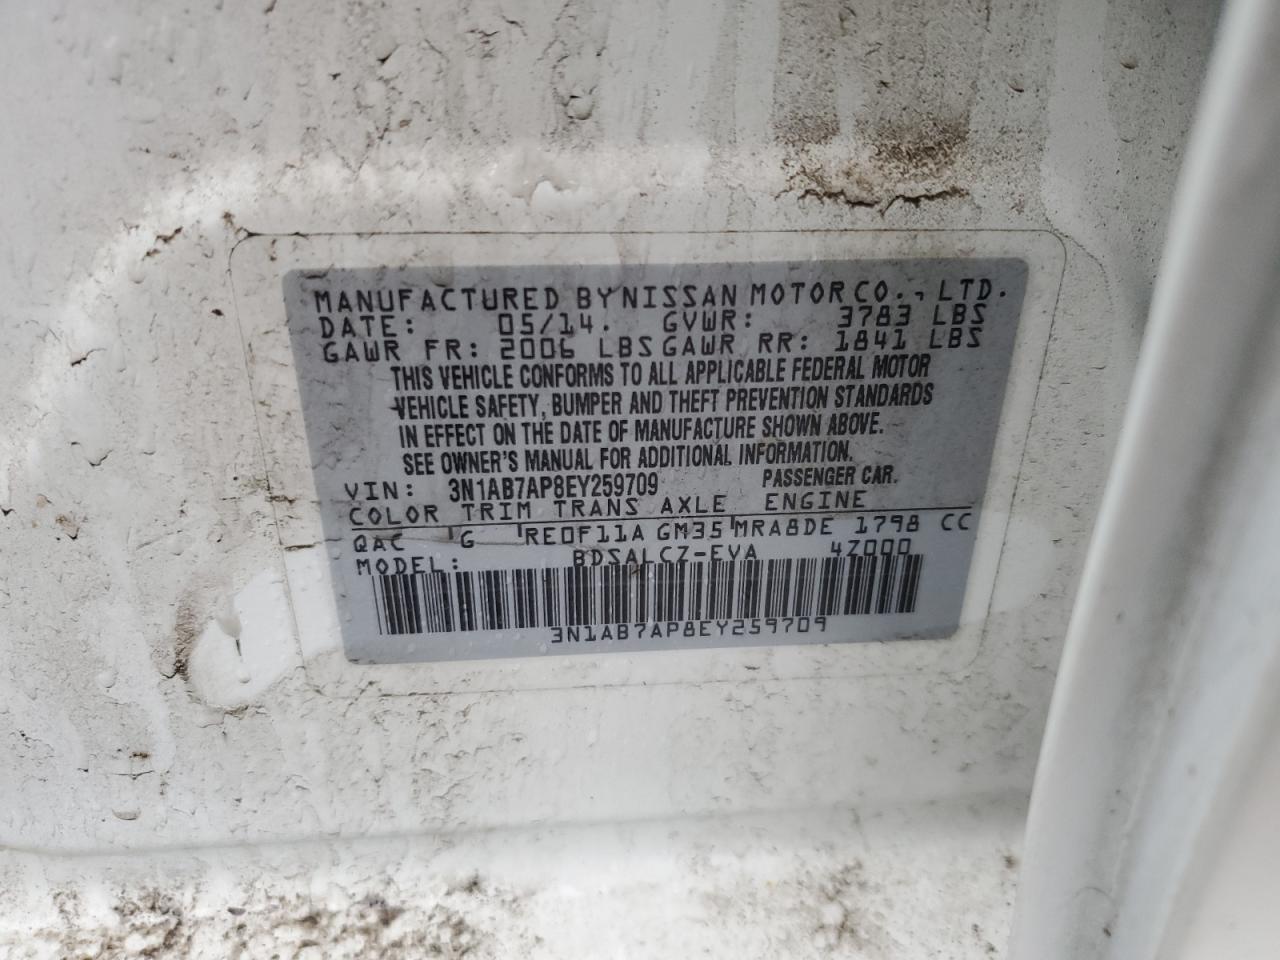 MANUFACTURED BY NISSAN MOTOR CO., LTD.
DATE: 05/14. GVWR: 3783 LBS
GAWR FR: 2006 LBS GAWR RR: 1841 LBS
THIS VEHICLE CONFORMS TO ALL APPLICABLE FEDERAL MOTOR
VEHICLE SAFETY, BUMPER AND THEFT PREVENTION STANDARDS
IN EFFECT ON THE DATE OF MANUFACTURE SHOWN ABOVE.
SEE OWNER'S MANUAL FOR ADDITIONAL INFORMATION.
VIN: 3N1AB7AP8EY259709 PASSENGER CAR.
COLOR TRIM TRANS AXLE ENGINE
QAC G RE0F11A GM35 MRA8DE 1798 CC
MODEL: BDSALCZ-EVA 4Z000
3N1AB7AP8EY259709